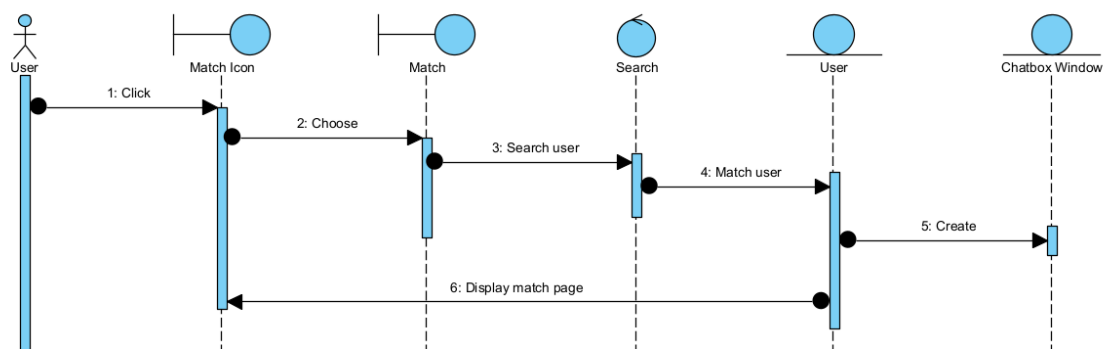 User
Match Icon
Match
Search
User
Chatbox Window
1: Click
2: Choose
3: Search user
4: Match user
5: Create
6: Display match page